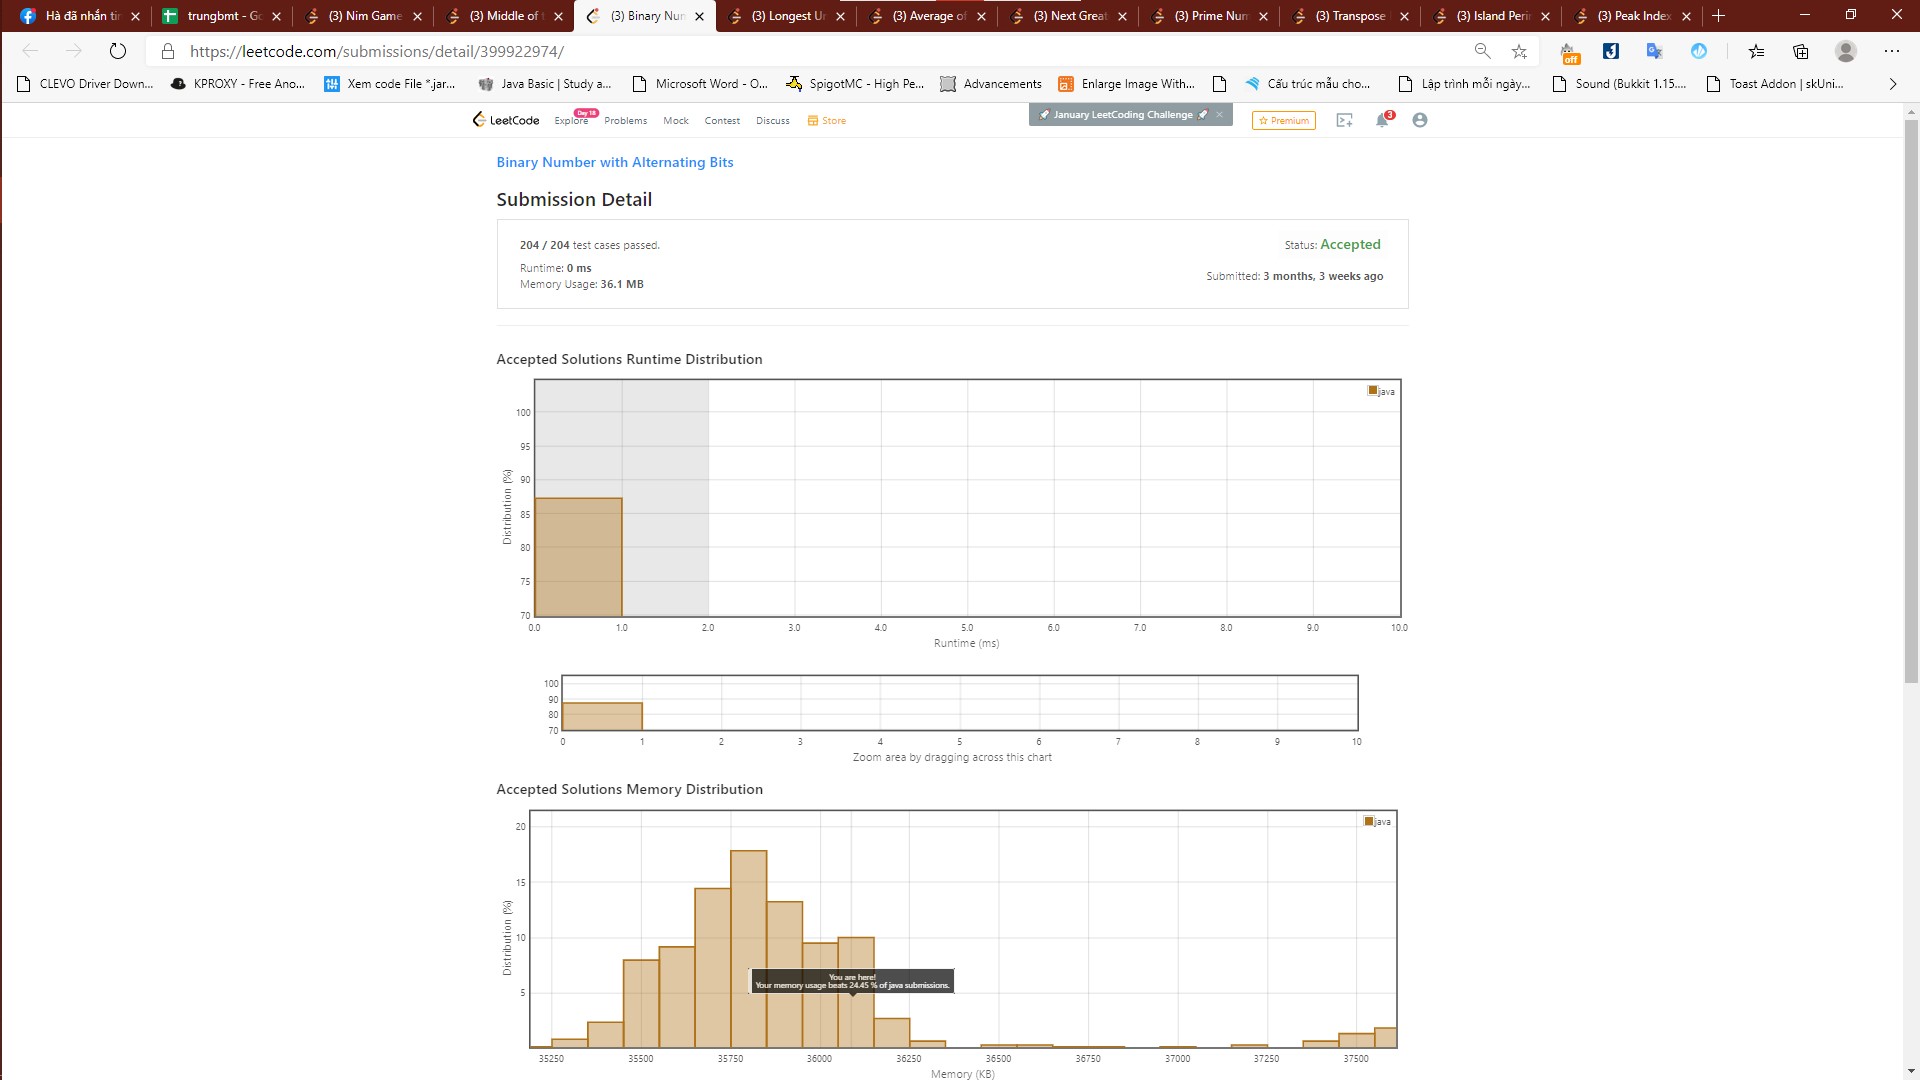 Hà đã nhắn tin
trungbmt - Go
(3) Nim Game
(3) Middle of t
(3) Binary Num
(3) Longest Un
(3) Average of
(3) Next Great
(3) Prime Num
(3) Transpose
(3) Island Peri
(3) Peak Index
https://leetcode.com/submissions/detail/399922974/
off
CLEVO Driver Down...
KPROXY - Free Ano...
Xem code File *.jar...
Java Basic | Study a...
Microsoft Word - O...
SpigotMC - High Pe...
Advancements
Enlarge Image With...
Cấu trúc mẫu cho...
Lập trình mỗi ngày...
Sound (Bukkit 1.15....
Toast Addon | skUni...
LeetCode
Explore
Day 18
Problems
Mock
Contest
Discuss
Store
January LeetCoding Challenge
Premium
3
Binary Number with Alternating Bits
Submission Detail
204 / 204 test cases passed.
Status: Accepted
Runtime: 0 ms
Memory Usage: 36.1 MB
Submitted: 3 months, 3 weeks ago
Accepted Solutions Runtime Distribution
java
Distribution (%)
100
95
90
85
80
75
70
0.0 1.0 2.0 3.0 4.0 5.0 6.0 7.0 8.0 9.0 10.0
Runtime (ms)
100
90
80
70
0 1 2 3 4 5 6 7 8 9 10
Zoom area by dragging across this chart
Accepted Solutions Memory Distribution
java
Distribution (%)
20
15
10
5
You are here!
Your memory usage beats 24.45 % of java submissions.
35250 35500 35750 36000 36250 36500 36750 37000 37250 37500
Memory (KB)